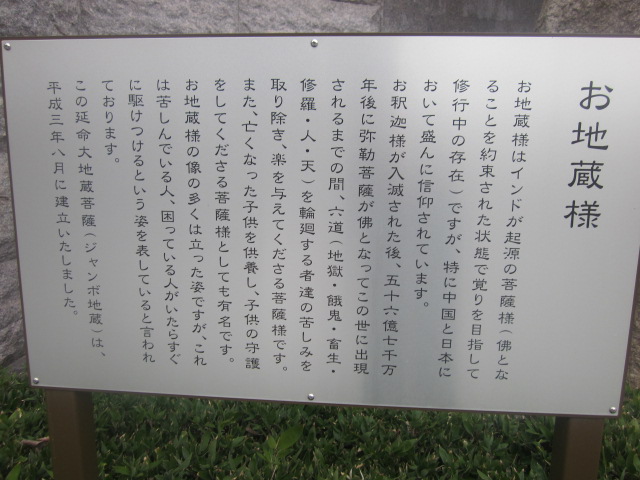 お地蔵様
お地蔵様はインドが起源の菩薩様（佛とな
ることを約束された状態で覚りを目指して
修行中の存在）ですが、特に中国と日本に
おいて盛んに信仰されています。
お釈迦様が入滅された後、五十六億七千万
年後に弥勒菩薩が佛となってこの世に出現
されるまでの間、六道（地獄・餓鬼・畜生・
修羅・人・天）を輪廻する者達の苦しみを
取り除き、楽を与えてくださる菩薩様です。
また、亡くなった子供を供養し、子供の守護
をしてくださる菩薩様としても有名です。
お地蔵様の像の多くは立った姿ですが、これ
は苦しんでいる人、困っている人がいたらすぐ
に駆けつけるという姿を表していると言われ
ております。
この延命大地蔵菩薩（ジャンボ地蔵）は、
平成三年八月に建立いたしました。